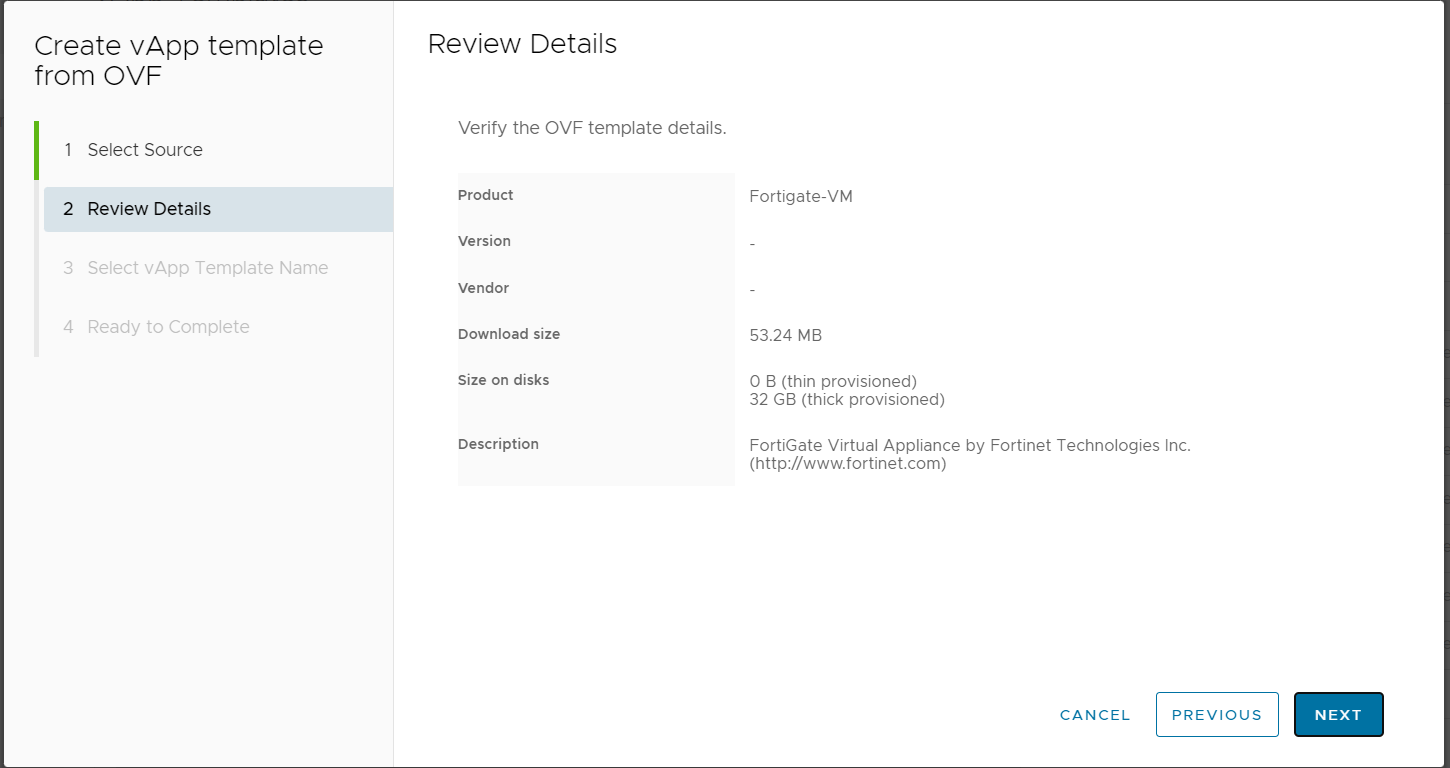 Create vApp template
from OVF
1 Select Source
2 Review Details
3 Select vApp Template Name
4 Ready to Complete
Review Details
Verify the OVF template details.
Product Fortigate-VM
Version -
Vendor -
Download size 53.24 MB
Size on disks 0 B (thin provisioned)
32 GB (thick provisioned)
Description FortiGate Virtual Appliance by Fortinet Technologies Inc.
(http://www.fortinet.com)
CANCEL PREVIOUS NEXT